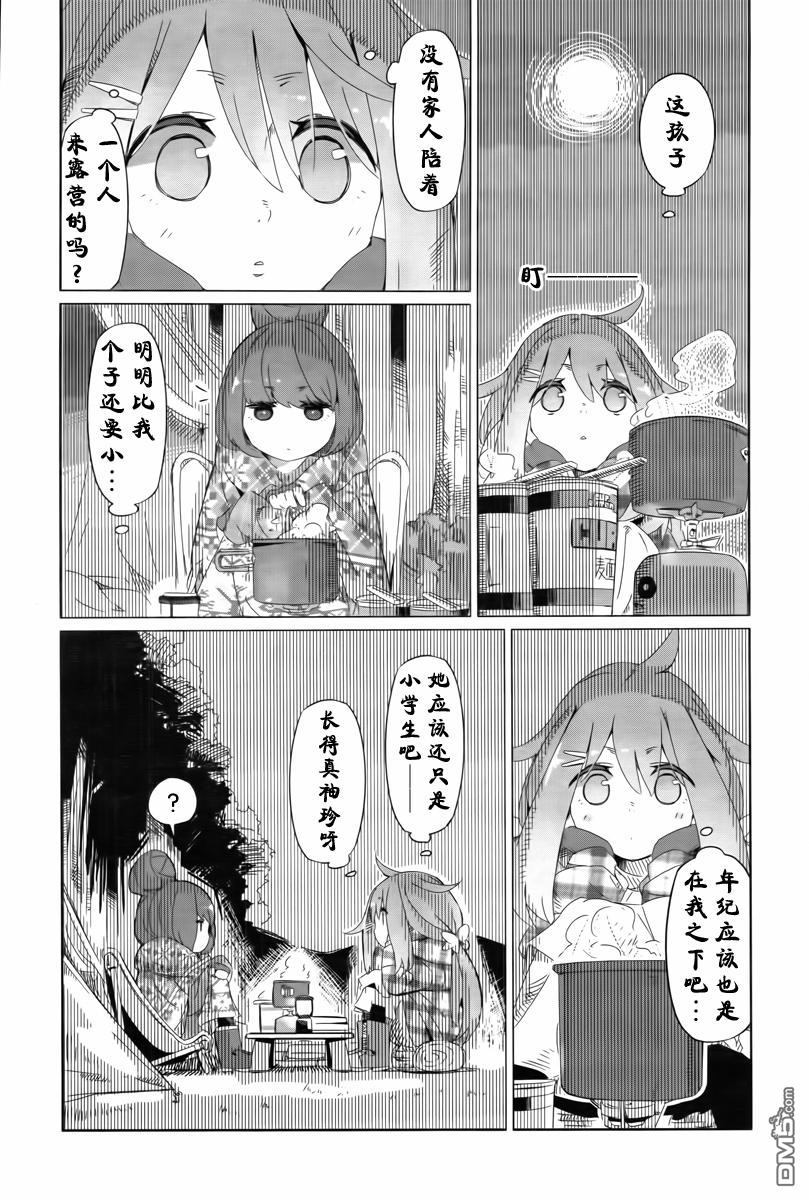 这孩子
盯———
没有家人陪着
一个人
来露营的吗？
明明比我
个子还要小…
年纪应该也是
在我之下吧…
她应该还只是
小学生吧——
长得真袖珍呀
?
麺
DM5.com